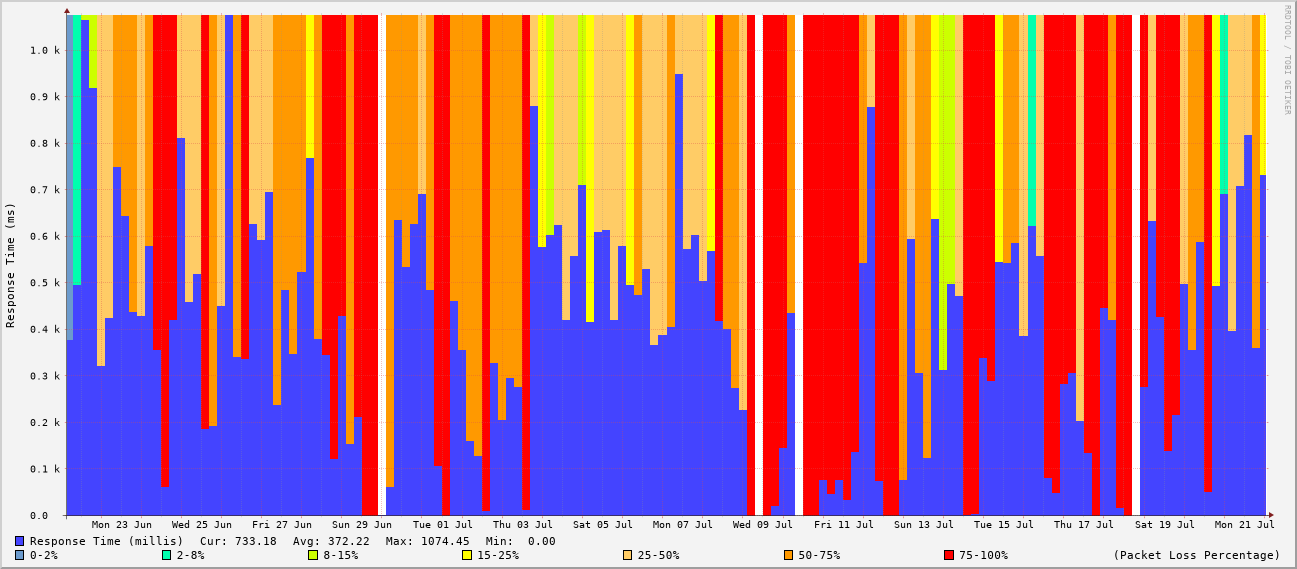 RRDTOOL / TOBI OETIKER
Response Time (ms)
1.0 k
0.9 k
0.8 k
0.7 k
0.6 k
0.5 k
0.4 k
0.3 k
0.2 k
0.1 k
0.0
Mon 23 Jun Wed 25 Jun Fri 27 Jun Sun 29 Jun Tue 01 Jul Thu 03 Jul Sat 05 Jul Mon 07 Jul Wed 09 Jul Fri 11 Jul Sun 13 Jul Tue 15 Jul Thu 17 Jul Sat 19 Jul Mon 21 Jul
Response Time (millis) Cur: 733.18 Avg: 372.22 Max: 1074.45 Min: 0.00
0-2% 2-8% 8-15% 15-25% 25-50% 50-75% 75-100% (Packet Loss Percentage)